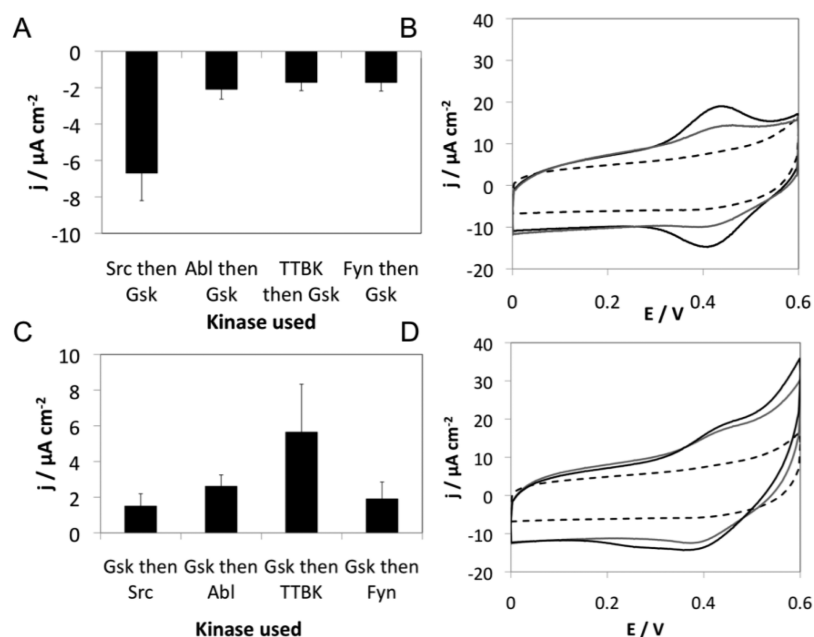 A
0
-2
-4
-6
-8
-10
j / µA cm-2
Src then Abl then TTBK Fyn then
Gsk Gsk then Gsk Gsk
Kinase used
B
40
30
20
10
0
-10
-20
j / µA cm-2
0 0.2 0.4 0.6
E / V
C
10
8
6
4
2
0
j / µA cm-2
Gsk then Gsk then Gsk then Gsk then
Src Abl TTBK Fyn
Kinase used
D
40
30
20
10
0
-10
-20
j / µA cm-2
0 0.2 0.4 0.6
E / V